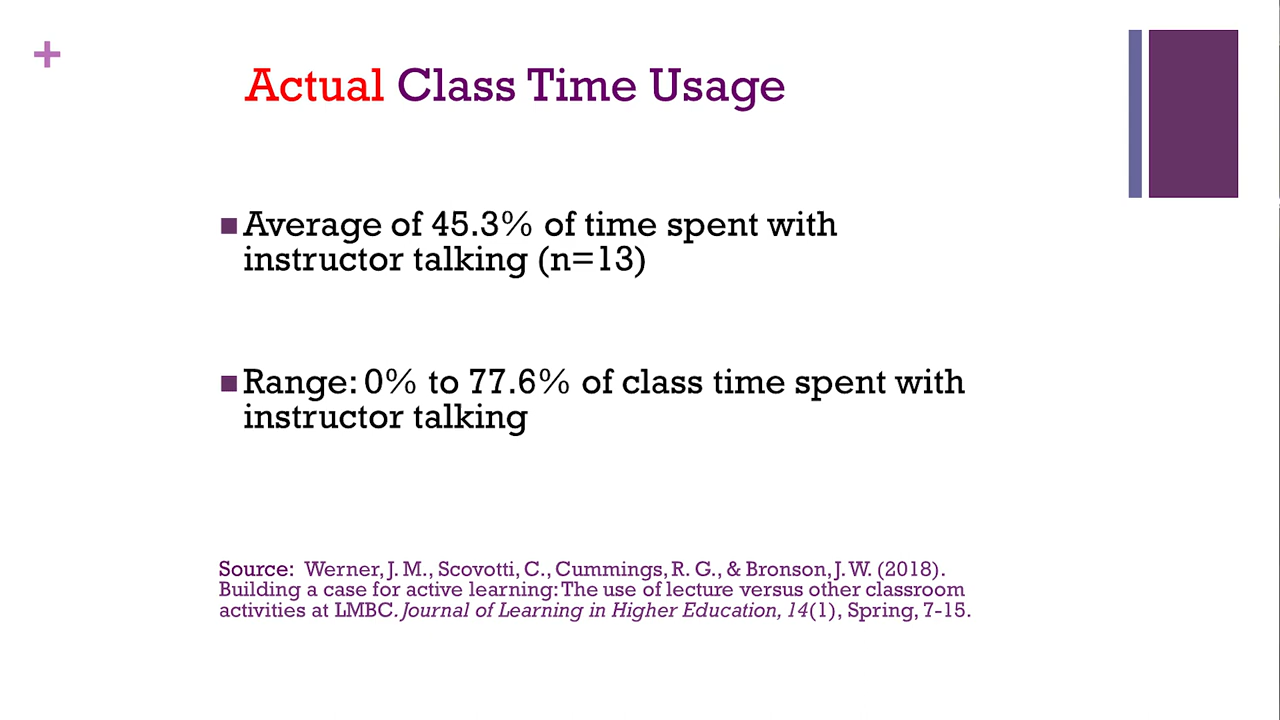 +
Actual Class Time Usage
■ Average of 45.3% of time spent with
instructor talking (n=13)
■ Range: 0% to 77.6% of class time spent with
instructor talking
Source: Werner, J. M., Scovotti, C., Cummings, R. G., & Bronson, J. W. (2018).
Building a case for active learning: The use of lecture versus other classroom
activities at LMBC. Journal of Learning in Higher Education, 14(1), Spring, 7-15.